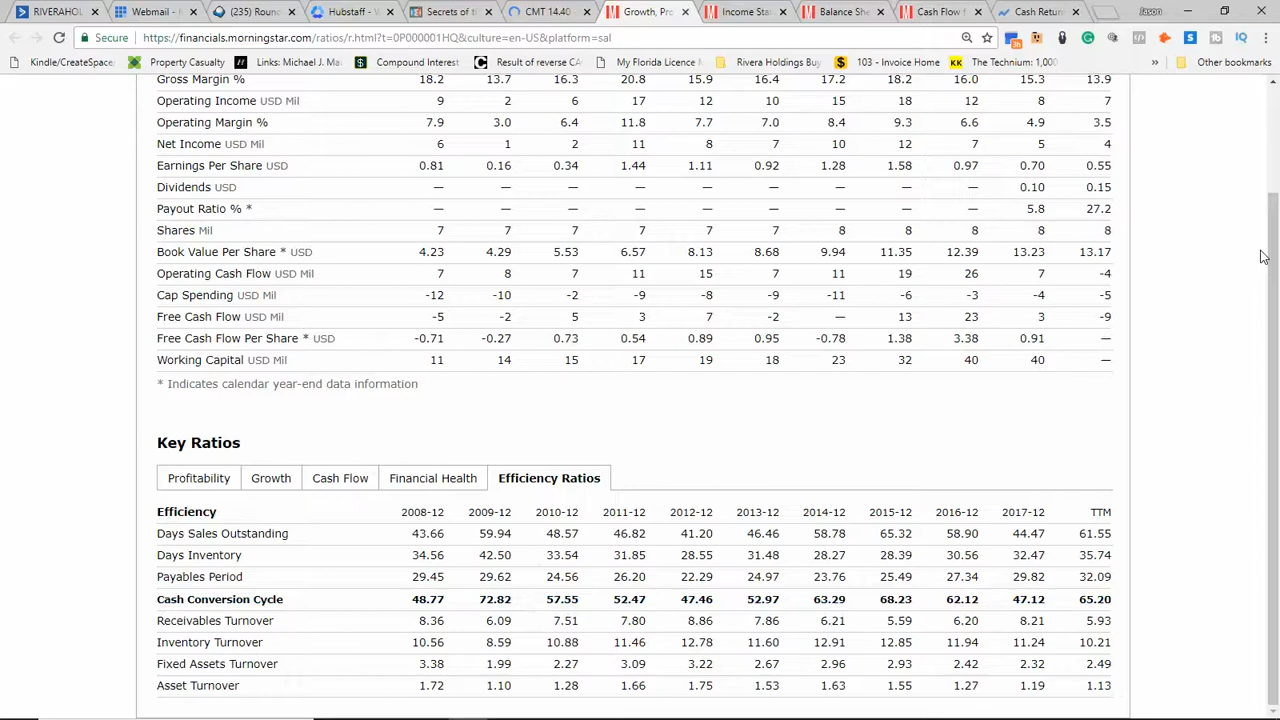 RIVERAHOL
Webmail - V
(235) Roun
Hubstaff - V
Secrets of t
CMT 14.40
Growth, Pro
Income Sta
Balance She
Cash Flow f
Cash Return
Jason
Secure https://financials.morningstar.com/ratios/r.html?t=0P000001HQ&culture=en-US&platform=sal
Kindle/CreateSpace Property Casualty Links: Michael J. Ma Compound Interest Result of reverse CA My Florida Licence Rivera Holdings Buy 103 - Invoice Home The Technium: 1,000 » Other bookmarks
Gross Margin % 18.2 13.7 16.3 20.8 15.9 16.4 17.2 18.2 16.0 15.3 13.9
Operating Income USD Mil 9 2 6 17 12 10 15 18 12 8 7
Operating Margin % 7.9 3.0 6.4 11.8 7.7 7.0 8.4 9.3 6.6 4.9 3.5
Net Income USD Mil 6 1 2 11 8 7 10 12 7 5 4
Earnings Per Share USD 0.81 0.16 0.34 1.44 1.11 0.92 1.28 1.58 0.97 0.70 0.55
Dividends USD — — — — — — — — — 0.10 0.15
Payout Ratio % * — — — — — — — — — 5.8 27.2
Shares Mil 7 7 7 7 7 7 8 8 8 8 8
Book Value Per Share * USD 4.23 4.29 5.53 6.57 8.13 8.68 9.94 11.35 12.39 13.23 13.17
Operating Cash Flow USD Mil 7 8 7 11 15 7 11 19 26 7 -4
Cap Spending USD Mil -12 -10 -2 -9 -8 -9 -11 -6 -3 -4 -5
Free Cash Flow USD Mil -5 -2 5 3 7 -2 — 13 23 3 -9
Free Cash Flow Per Share * USD -0.71 -0.27 0.73 0.54 0.89 0.95 -0.78 1.38 3.38 0.91 —
Working Capital USD Mil 11 14 15 17 19 18 23 32 40 40 —
* Indicates calendar year-end data information
Key Ratios
Profitability Growth Cash Flow Financial Health Efficiency Ratios
Efficiency 2008-12 2009-12 2010-12 2011-12 2012-12 2013-12 2014-12 2015-12 2016-12 2017-12 TTM
Days Sales Outstanding 43.66 59.94 48.57 46.82 41.20 46.46 58.78 65.32 58.90 44.47 61.55
Days Inventory 34.56 42.50 33.54 31.85 28.55 31.48 28.27 28.39 30.56 32.47 35.74
Payables Period 29.45 29.62 24.56 26.20 22.29 24.97 23.76 25.49 27.34 29.82 32.09
Cash Conversion Cycle 48.77 72.82 57.55 52.47 47.46 52.97 63.29 68.23 62.12 47.12 65.20
Receivables Turnover 8.36 6.09 7.51 7.80 8.86 7.86 6.21 5.59 6.20 8.21 5.93
Inventory Turnover 10.56 8.59 10.88 11.46 12.78 11.60 12.91 12.85 11.94 11.24 10.21
Fixed Assets Turnover 3.38 1.99 2.27 3.09 3.22 2.67 2.96 2.93 2.42 2.32 2.49
Asset Turnover 1.72 1.10 1.28 1.66 1.75 1.53 1.63 1.55 1.27 1.19 1.13